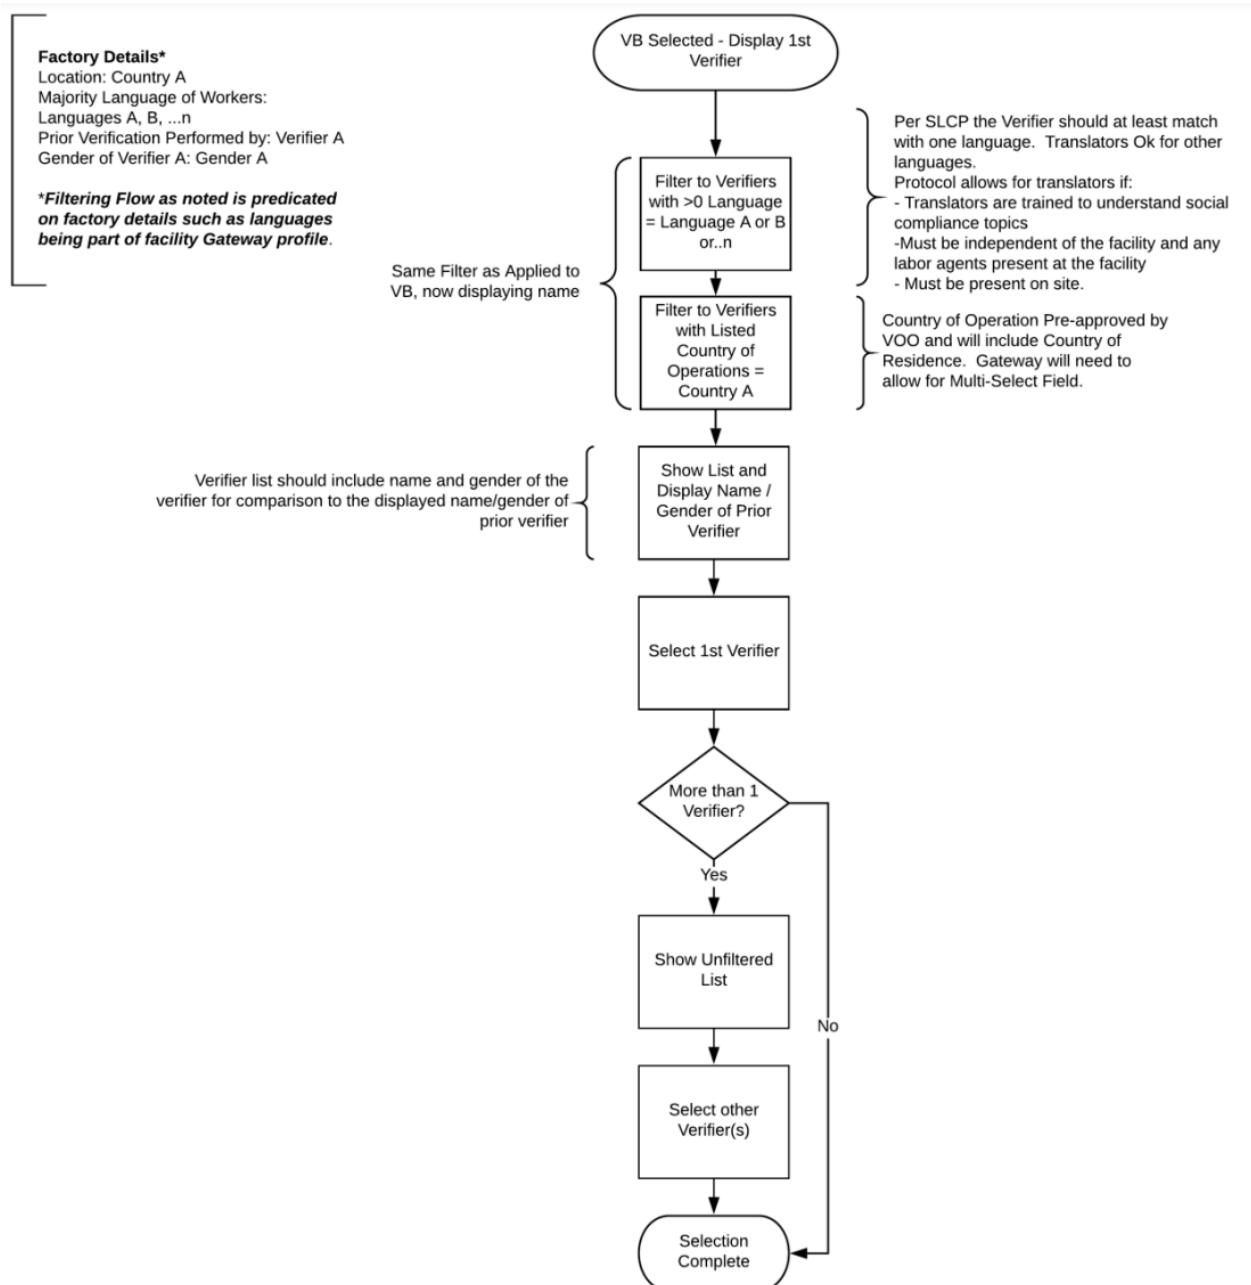 Factory Details*
Location: Country A
Majority Language of Workers:
Languages A, B, ...n
Prior Verification Performed by: Verifier A
Gender of Verifier A: Gender A
*Filtering Flow as noted is predicated
on factory details such as languages
being part of facility Gateway profile.
VB Selected - Display 1st
Verifier
Per SLCP the Verifier should at least match
with one language.  Translators Ok for other
languages.
Protocol allows for translators if:
- Translators are trained to understand social
compliance topics
-Must be independent of the facility and any
labor agents present at the facility
- Must be present on site.
Filter to Verifiers
with >0 Language
= Language A or B
or..n
Same Filter as Applied to
VB, now displaying name
Filter to Verifiers
with Listed
Country of
Operations =
Country A
Country of Operation Pre-approved by
VOO and will include Country of
Residence.  Gateway will need to
allow for Multi-Select Field.
Verifier list should include name and gender of the
verifier for comparison to the displayed name/gender of
prior verifier
Show List and
Display Name /
Gender of Prior
Verifier
Select 1st Verifier
More than 1
Verifier?
Yes
Show Unfiltered
List
No
Select other
Verifier(s)
Selection
Complete